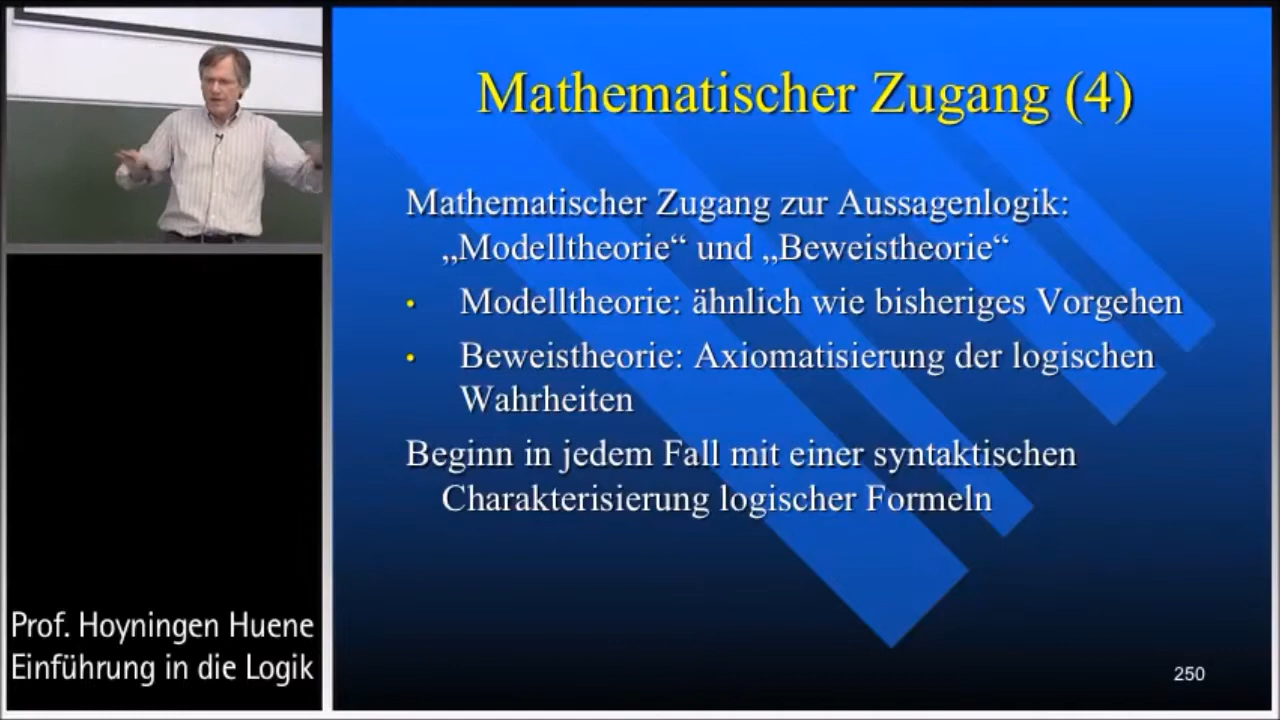 Mathematischer Zugang (4)
Mathematischer Zugang zur Aussagenlogik:
„Modelltheorie“ und „Beweistheorie“
• Modelltheorie: ähnlich wie bisheriges Vorgehen
• Beweistheorie: Axiomatisierung der logischen
Wahrheiten
Beginn in jedem Fall mit einer syntaktischen
Charakterisierung logischer Formeln
250
Prof. Hoyningen Huene
Einführung in die Logik